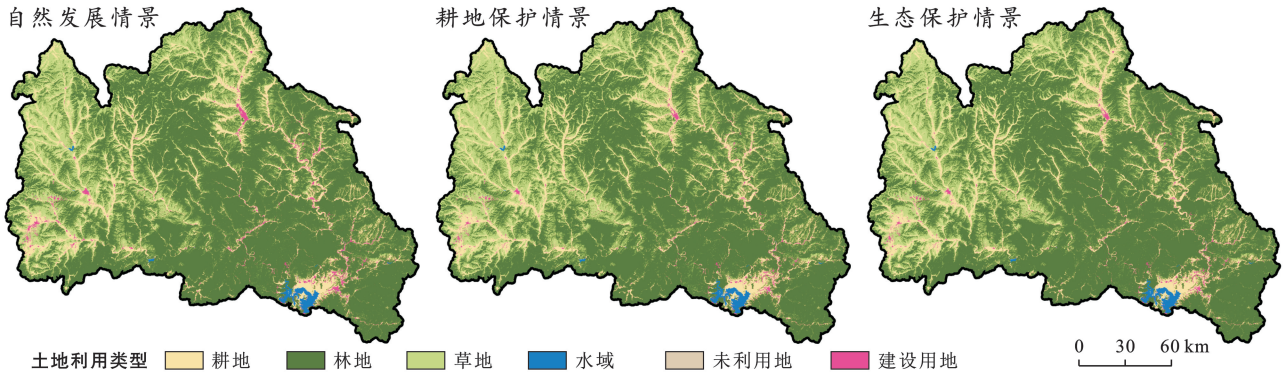 自然发展情景
耕地保护情景
生态保护情景
土地利用类型 耕地 林地 草地 水域 未利用地 建设用地
0 30 60 km